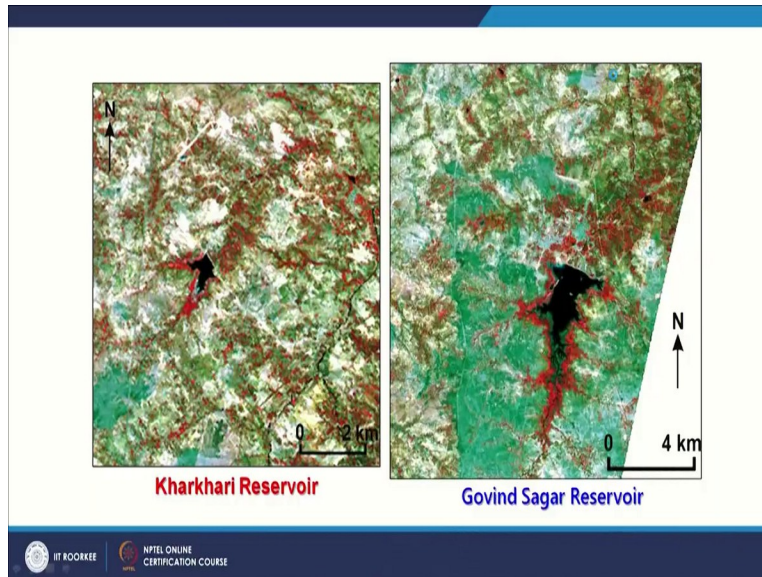 N
0 2 km
Kharkhari Reservoir
N
0 4 km
Govind Sagar Reservoir
IIT ROORKEE
NPTEL ONLINE
CERTIFICATION COURSE